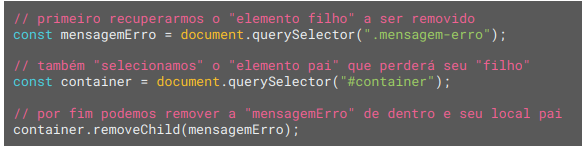 // primeiro recuperarmos o "elemento filho" a ser removido
const mensagemErro = document.querySelector(".mensagem-erro");
// também "selecionamos" o "elemento pai" que perderá seu "filho"
const container = document.querySelector("#container");
// por fim podemos remover a "mensagemErro" de dentro e seu local pai
container.removeChild(mensagemErro);